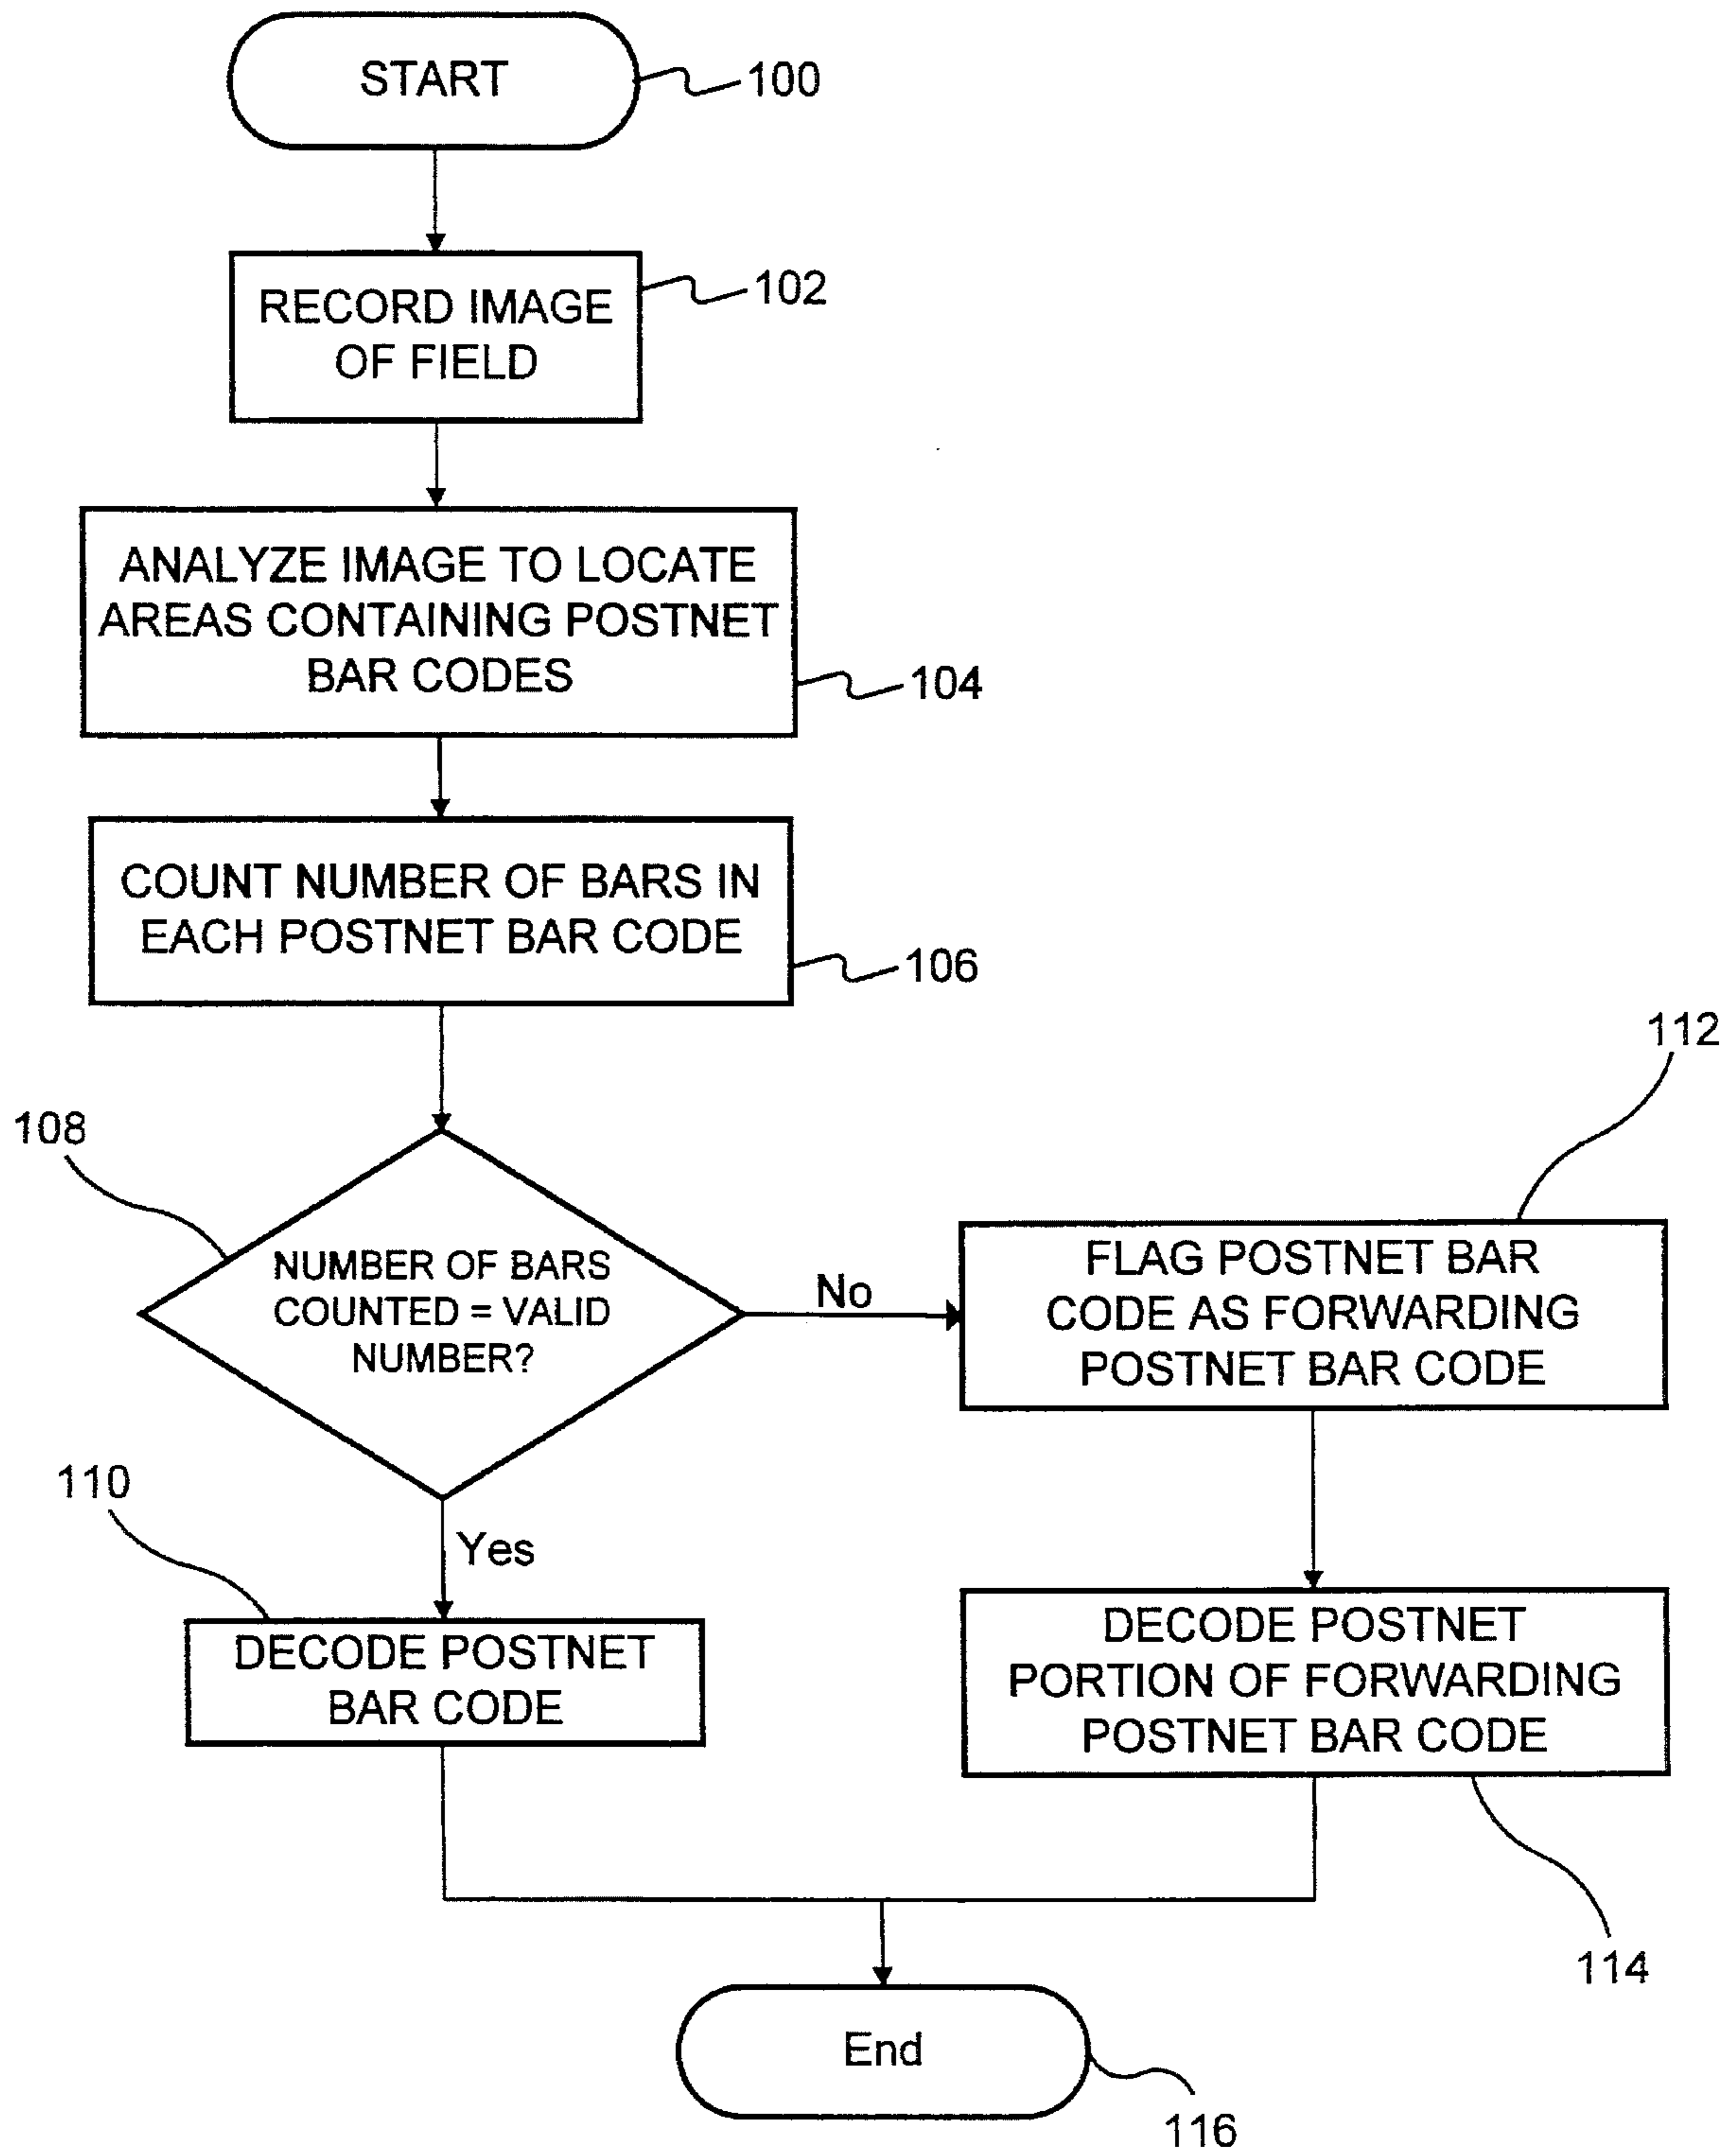 START
100
RECORD IMAGE
OF FIELD
102
ANALYZE IMAGE TO LOCATE
AREAS CONTAINING POSTNET
BAR CODES
104
COUNT NUMBER OF BARS IN
EACH POSTNET BAR CODE
106
108
NUMBER OF BARS
COUNTED = VALID
NUMBER?
No
112
FLAG POSTNET BAR
CODE AS FORWARDING
POSTNET BAR CODE
Yes
110
DECODE POSTNET
BAR CODE
DECODE POSTNET
PORTION OF FORWARDING
POSTNET BAR CODE
114
End
116